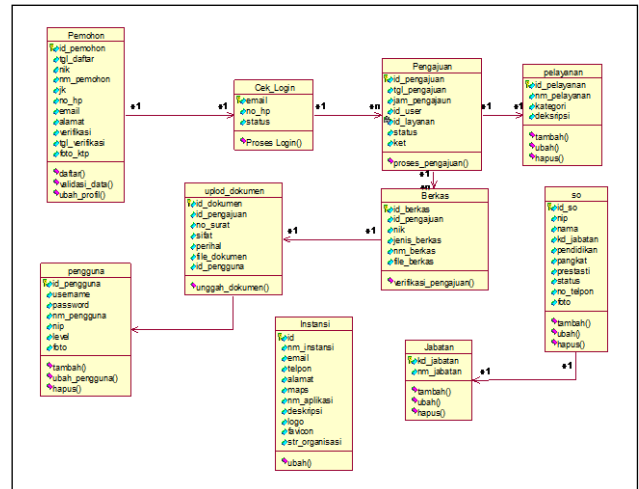 Pemohon
id_pemohon
tgl_daftar
nik
nm_pemohon
jk
no_hp
email
alamat
verifikasi
tgl_verifikasi
foto_ktp
daftar()
validasi_data()
ubah_profil()
*1
*1
Cek_Login
email
no_hp
status
Proses Login()
*1
*n
Pengajuan
id_pengajuan
tgl_pengajuan
jam_pengajaun
id_user
id_layanan
status
ket
proses_pengajuan()
*1
*1
pelayanan
id_pelayanan
nm_pelayanan
kategori
deksripsi
tambah()
ubah()
hapus()
*1
*n
Berkas
id_berkas
id_pengajuan
nik
jenis_berkas
nm_berkas
file_berkas
verifikasi_pengajuan()
*1
*1
uplod_dokumen
id_dokumen
id_pengajuan
no_surat
sifat
perihal
file_dokumen
id_pengguna
unggah_dokumen()
so
id_so
nip
nama
kd_jabatan
pendidikan
pangkat
prestasti
status
no_telpon
foto
tambah()
ubah()
hapus()
*1
*1
pengguna
id_pengguna
username
password
nm_pengguna
nip
level
foto
tambah()
ubah_pengguna()
hapus()
Instansi
id
nm_instansi
email
telpon
alamat
maps
nm_aplikasi
deskripsi
logo
favicon
str_organisasi
ubah()
Jabatan
kd_jabatan
nm_jabatan
tambah()
ubah()
hapus()